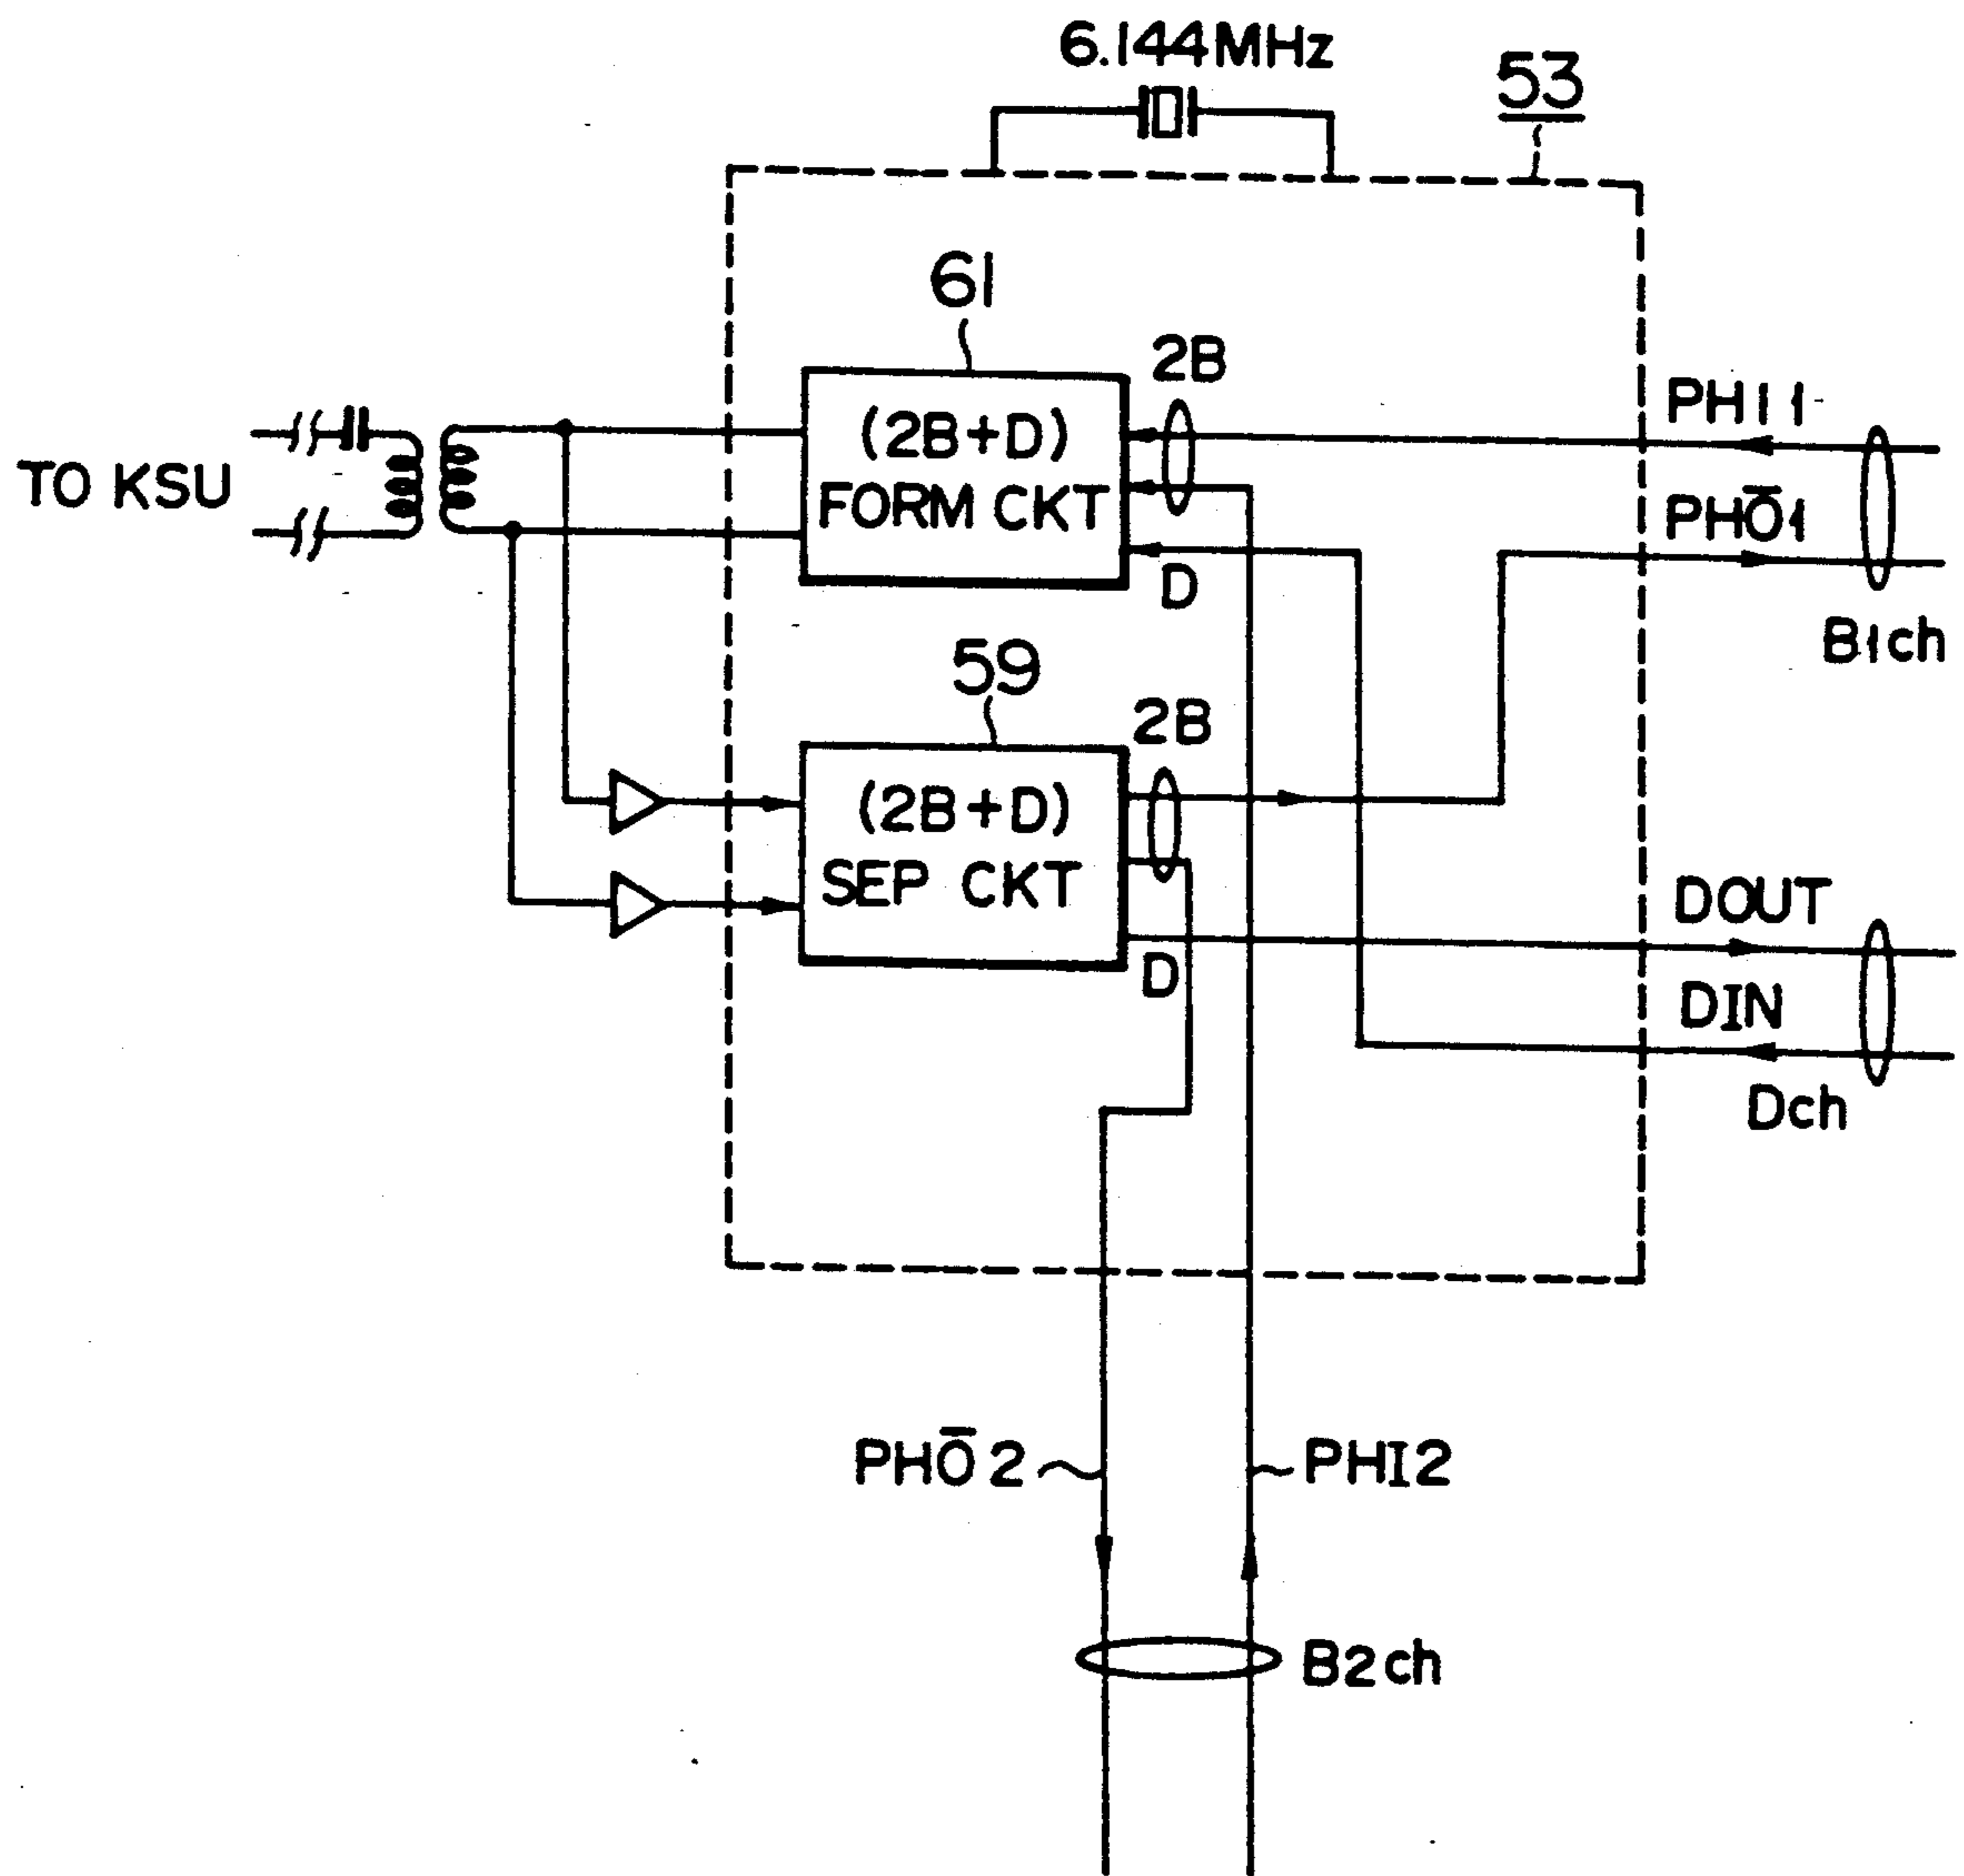 6.144MHz
53
61
2B
(2B+D)
FORM CKT
D
TO KSU
PHI1
PHŌ1
B1ch
59
2B
(2B+D)
SEP CKT
D
DOUT
DIN
Dch
PHŌ2
PHI2
B2ch